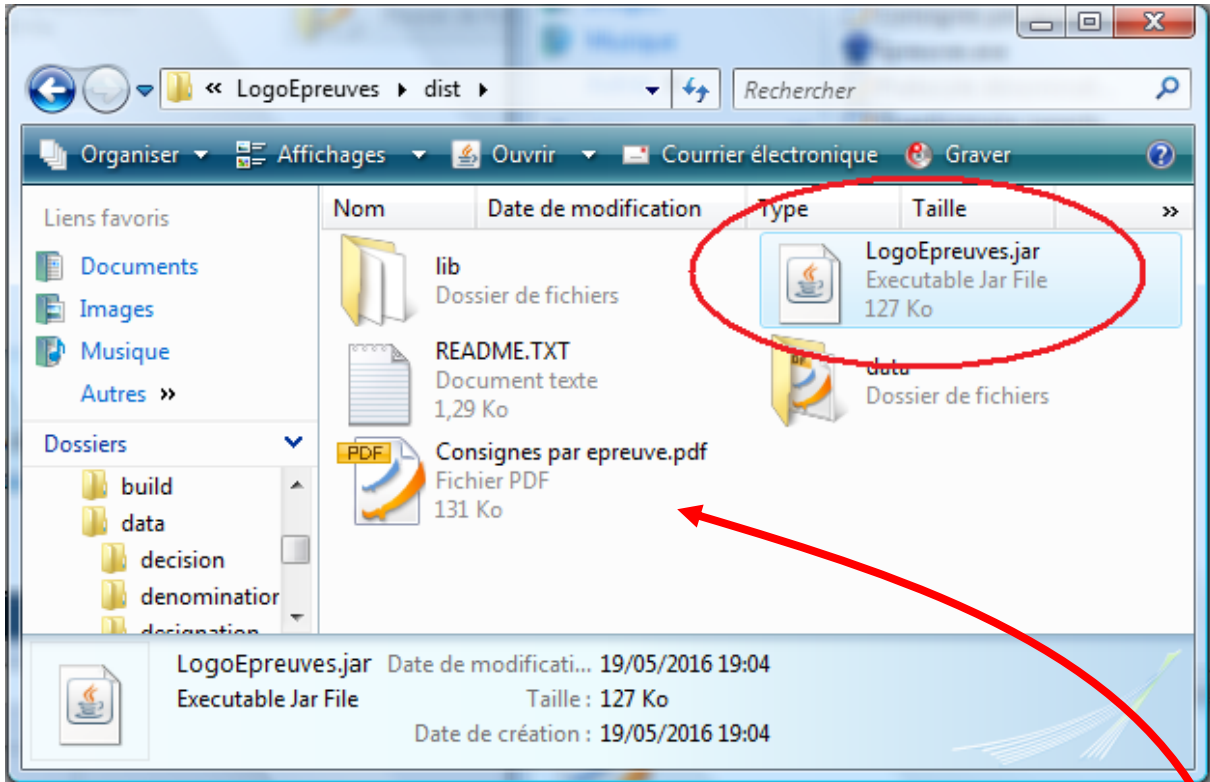 « LogoEpreuves ▸ dist ▸
Rechercher
Organiser Affichages Ouvrir Courrier électronique Graver
Liens favoris
Documents
Images
Musique
Autres »
Dossiers
build
data
decision
denomination
designation
Nom Date de modification Type Taille »
lib
Dossier de fichiers
LogoEpreuves.jar
Executable Jar File
127 Ko
README.TXT
Document texte
1,29 Ko
data
Dossier de fichiers
PDF
Consignes par epreuve.pdf
Fichier PDF
131 Ko
LogoEpreuves.jar Date de modificati... 19/05/2016 19:04
Executable Jar File Taille : 127 Ko
Date de création : 19/05/2016 19:04